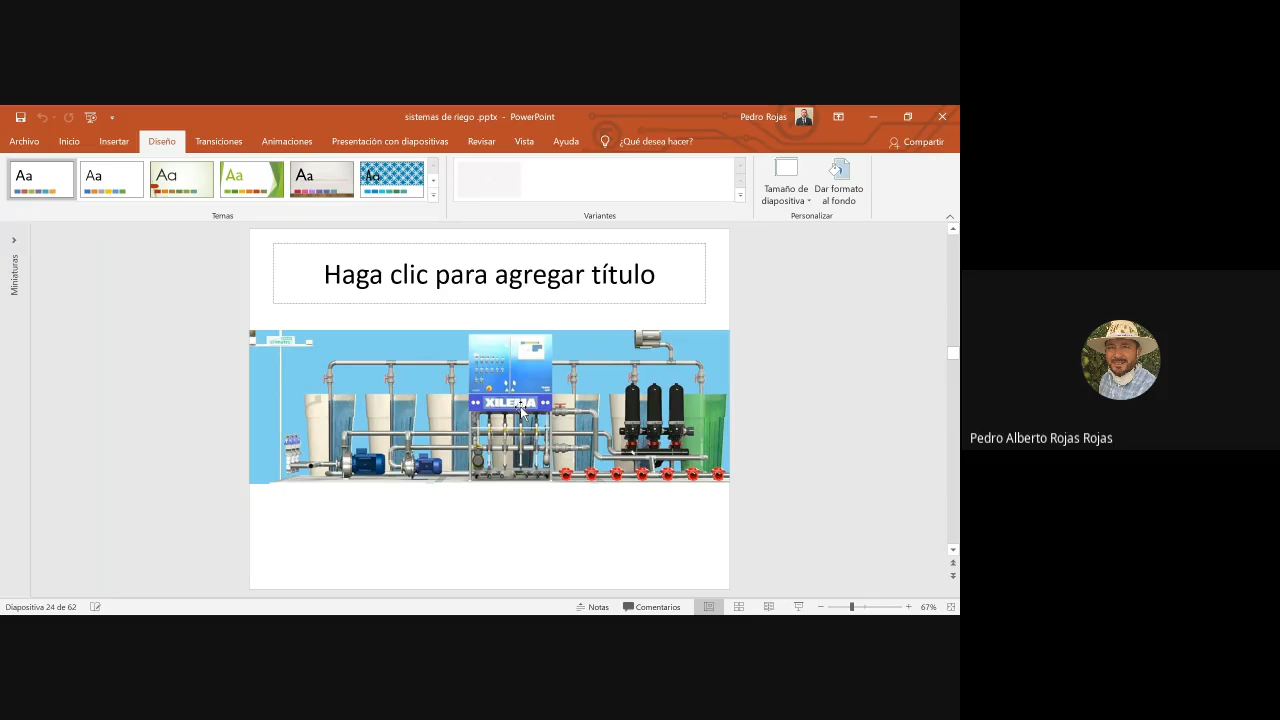 sistemas de riego .pptx - PowerPoint
Pedro Rojas
Archivo
Inicio
Insertar
Diseño
Transiciones
Animaciones
Presentación con diapositivas
Revisar
Vista
Ayuda
¿Qué desea hacer?
Compartir
Aa
Aa
Aa
Aa
Aa
Aa
Tamaño de
diapositiva
Dar formato
al fondo
Temas
Variantes
Personalizar
Miniaturas
Haga clic para agregar título
XILEMA
Pedro Alberto Rojas Rojas
Diapositiva 24 de 62
Notas
Comentarios
67%